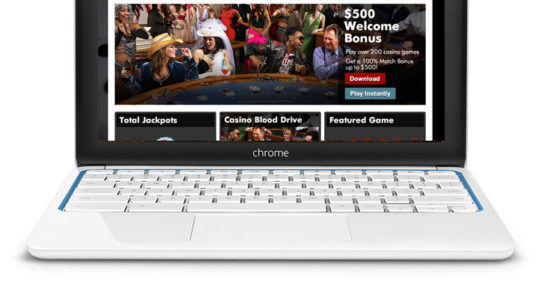 $500
Welcome
Bonus
Play over 200 casino games
Get a 100% Match Bonus
up to $500!
Download
Play Instantly
Total Jackpots
Casino Blood Drive
Featured Game
chrome